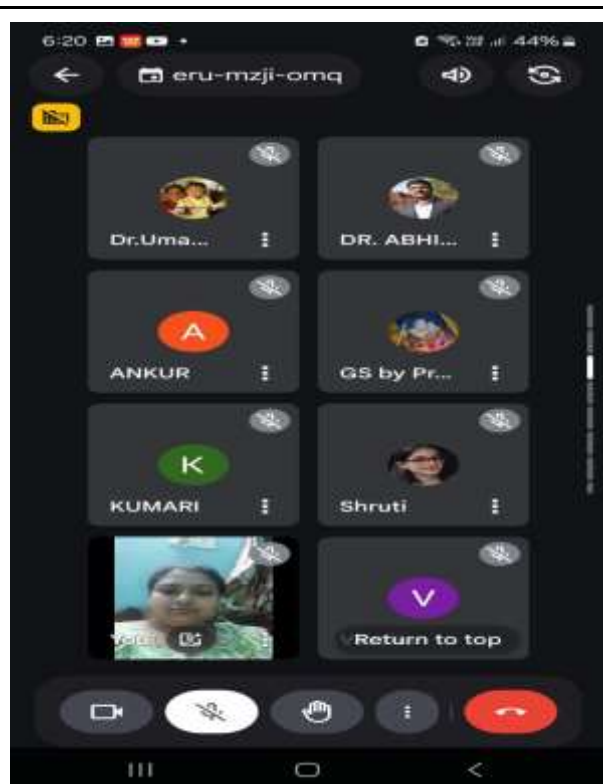 6:20 44%
eru-mzji-omq
Dr.Uma... DR. ABHI...
A
ANKUR GS by Pr...
K
KUMARI Shruti
V
You Return to top